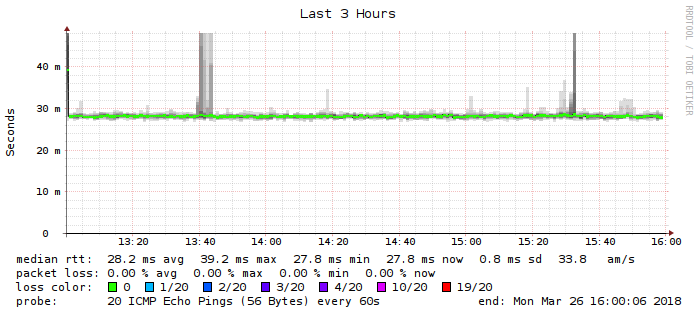 Last 3 Hours
RRDTOOL / TOBI OETIKER
Seconds
40 m
30 m
20 m
10 m
0
13:20 13:40 14:00 14:20 14:40 15:00 15:20 15:40 16:00
median rtt: 28.2 ms avg 39.2 ms max 27.8 ms min 27.8 ms now 0.8 ms sd 33.8 am/s
packet loss: 0.00 % avg 0.00 % max 0.00 % min 0.00 % now
loss color: 0 1/20 2/20 3/20 4/20 10/20 19/20
probe: 20 ICMP Echo Pings (56 Bytes) every 60s end: Mon Mar 26 16:00:06 2018